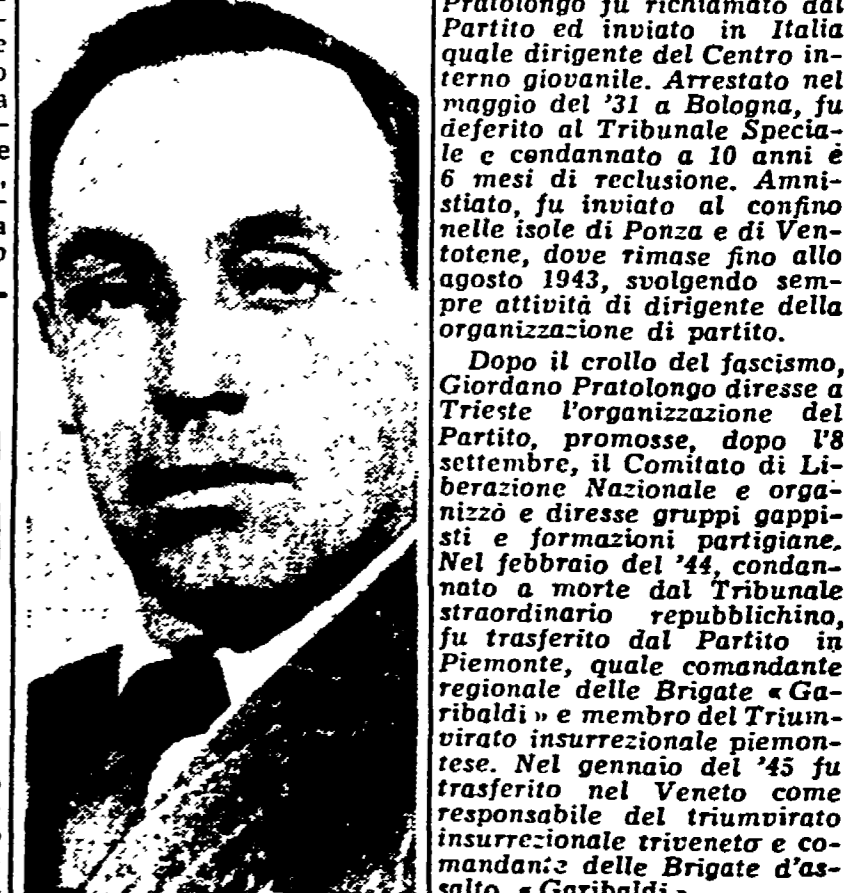 Pratolongo fu richiamato dal
Partito ed inviato in Italia
quale dirigente del Centro in-
terno giovanile. Arrestato nel
maggio del '31 a Bologna, fu
deferito al Tribunale Specia-
le e condannato a 10 anni e
6 mesi di reclusione. Amni-
stiato, fu inviato al confino
nelle isole di Ponza e di Ven-
totene, dove rimase fino allo
agosto 1943, svolgendo sem-
pre attività di dirigente della
organizzazione di partito.
Dopo il crollo del fascismo,
Giordano Pratolongo diresse a
Trieste l'organizzazione del
Partito, promosse, dopo l'8
settembre, il Comitato di Li-
berazione Nazionale e orga-
nizzò e diresse gruppi gappi-
sti e formazioni partigiane.
Nel febbraio del '44, condan-
nato a morte dal Tribunale
straordinario repubblichino,
fu trasferito dal Partito in
Piemonte, quale comandante
regionale delle Brigate « Ga-
ribaldi » e membro del Trium-
virato insurrezionale piemon-
tese. Nel gennaio del '45 fu
trasferito nel Veneto come
responsabile del triumvirato
insurrezionale triveneto e co-
mandante delle Brigate d'as-
salto « Garibaldi »